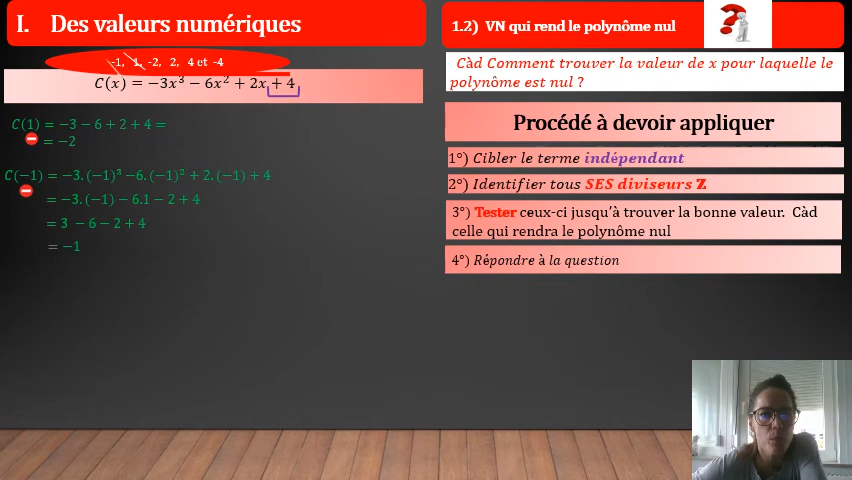 I. Des valeurs numériques
-1, 1, -2, 2, 4 et -4
C(x) = −3x³ − 6x² + 2x + 4
C(1) = −3 − 6 + 2 + 4 =
= −2
C(−1) = −3. (−1)³ −6. (−1)² + 2. (−1) + 4
= −3. (−1) − 6.1 − 2 + 4
= 3 − 6 − 2 + 4
= −1
1.2) VN qui rend le polynôme nul
Càd Comment trouver la valeur de x pour laquelle le
polynôme est nul ?
Procédé à devoir appliquer
1°) Cibler le terme indépendant
2°) Identifier tous SES diviseurs Z
3°) Tester ceux-ci jusqu'à trouver la bonne valeur. Càd
celle qui rendra le polynôme nul
4°) Répondre à la question